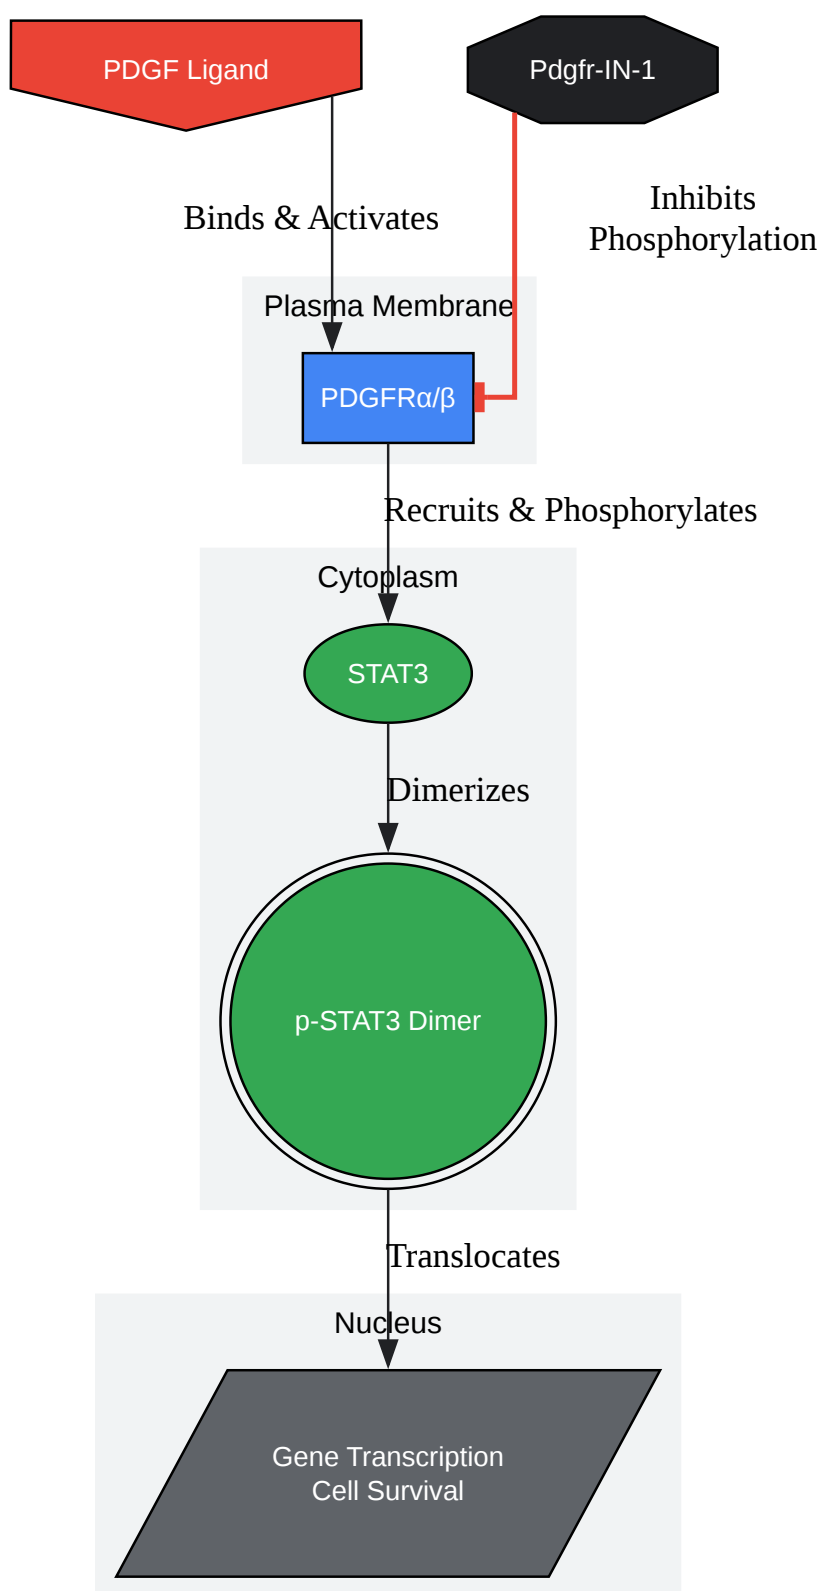 PDGF Ligand
Pdgfr-IN-1
Binds & Activates
Inhibits
Phosphorylation
Plasma Membrane
PDGFRα/β
Recruits & Phosphorylates
Cytoplasm
STAT3
Dimerizes
p-STAT3 Dimer
Translocates
Nucleus
Gene Transcription
Cell Survival